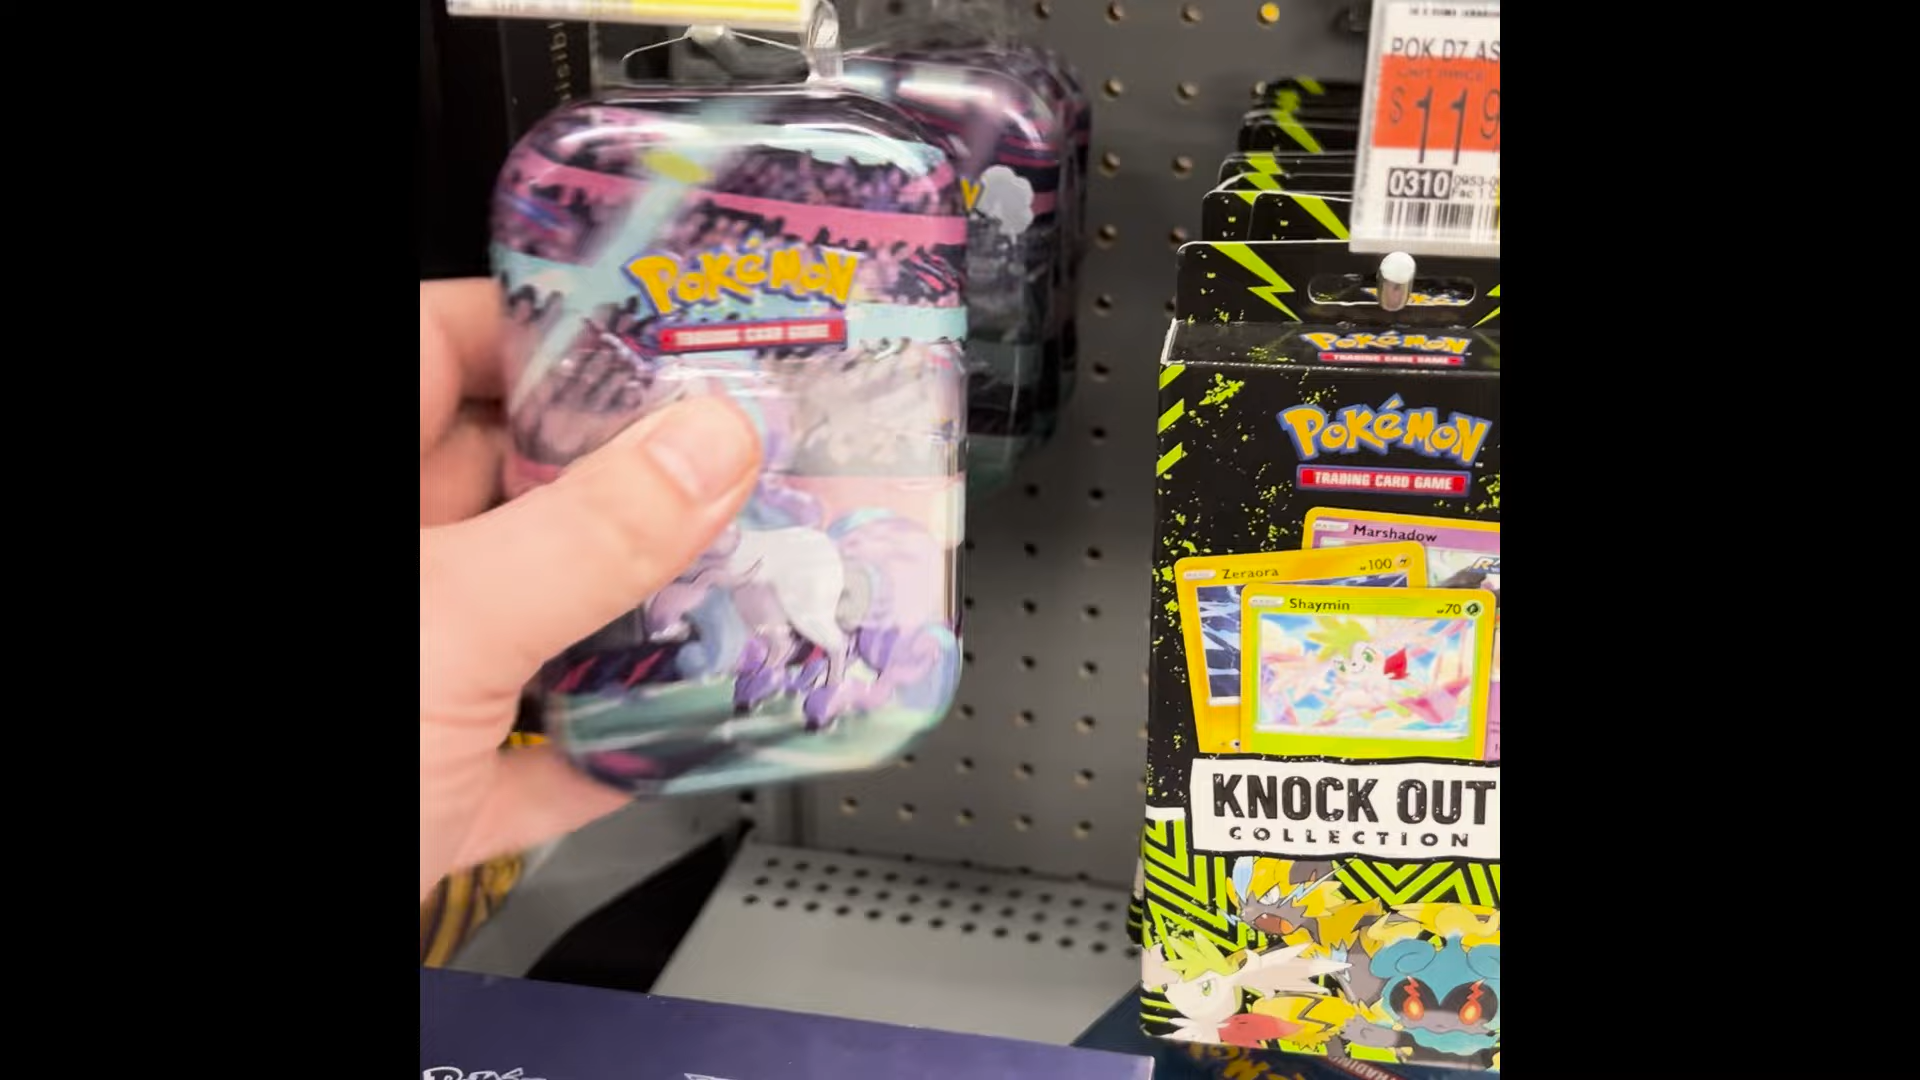 POK D7 AS
$119
0310
POKéMON
TRADING CARD GAME
POKéMON
TRADING CARD GAME
POKéMON
TRADING CARD GAME
Marshadow
Zeraora
100
Shaymin
70
KNOCK OUT
COLLECTION